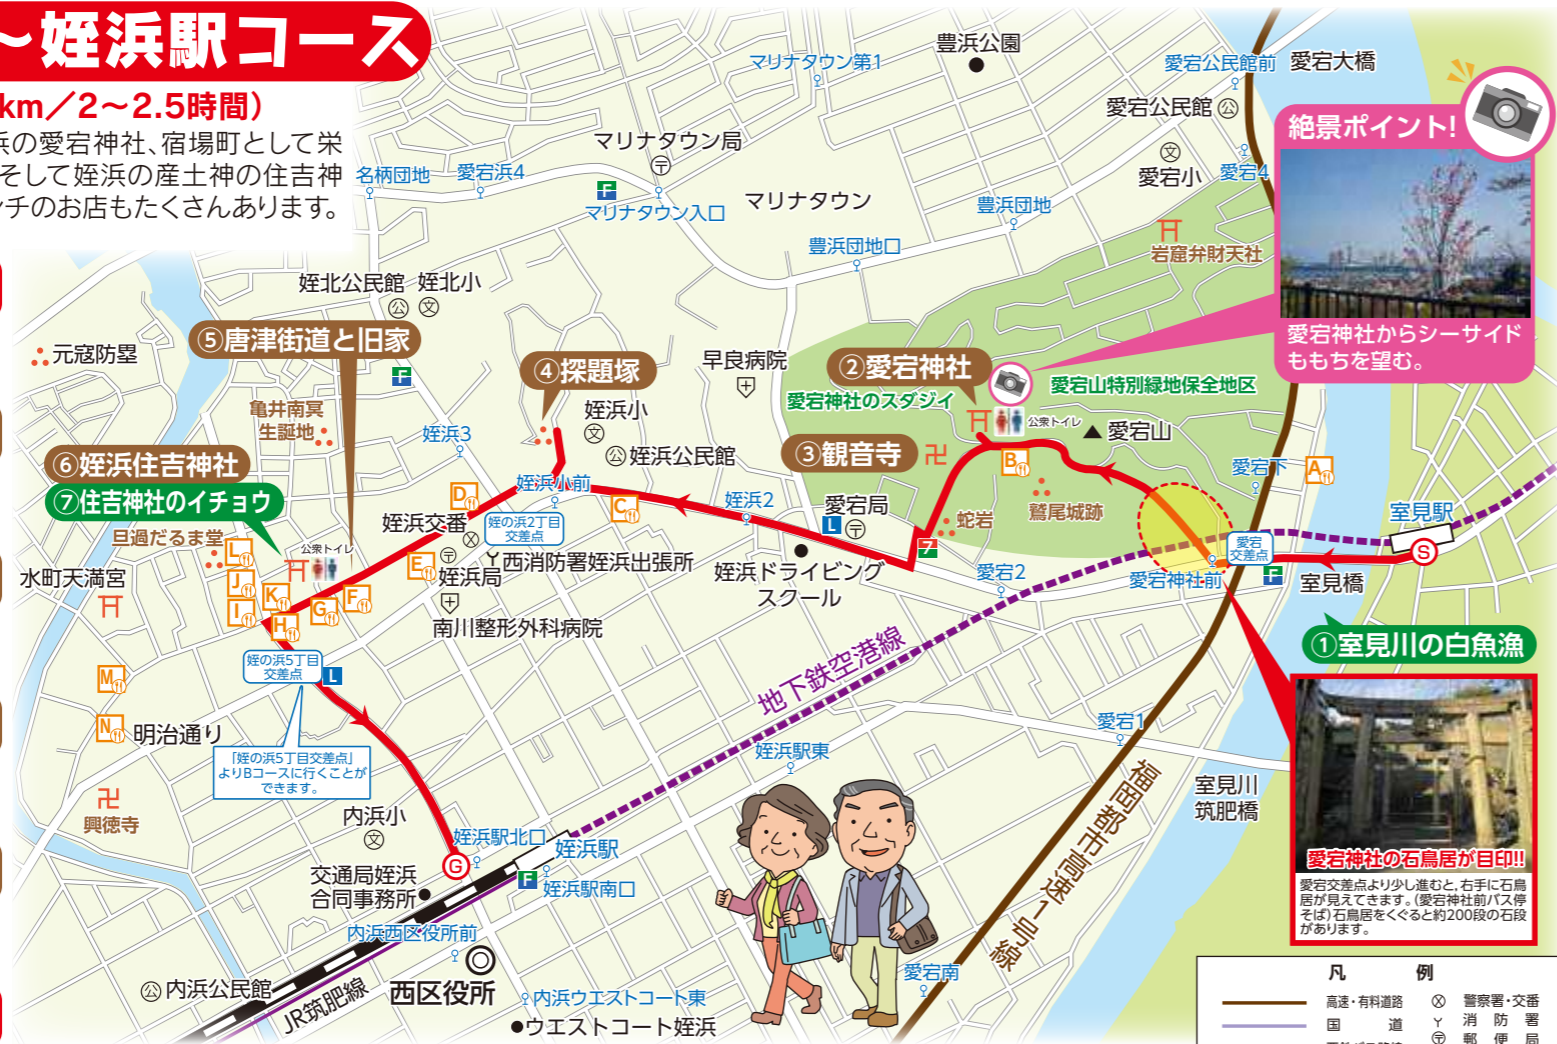 ～姪浜駅コース
km／2～2.5時間）
浜の愛宕神社、宿場町として栄
そして姪浜の産土神の住吉神
ンチのお店もたくさんあります。
豊浜公園
マリナタウン第1
愛宕公民館前
愛宕大橋
愛宕公民館
公
絶景ポイント!
マリナタウン局
文
愛宕小
愛宕4
名柄団地
愛宕浜4
F
マリナタウン入口
マリナタウン
豊浜団地
豊浜団地口
岩窟弁財天社
愛宕神社からシーサイド
ももちを望む。
姪北公民館
姪北小
公
文
⑤唐津街道と旧家
元寇防塁
F
④探題塚
早良病院
②愛宕神社
愛宕神社のスダジイ
愛宕山特別緑地保全地区
公衆トイレ
愛宕山
亀井南冥
生誕地
姪浜3
姪浜小
文
公
姪浜公民館
③観音寺
B
愛宕下
A
⑥姪浜住吉神社
⑦住吉神社のイチョウ
D
姪浜小前
C
姪浜2
愛宕局
L
蛇岩
鷲尾城跡
室見駅
S
旦過だるま堂
公衆トイレ
姪浜交番
姪の浜2丁目
交差点
愛宕
交差点
水町天満宮
L
J
I
K
H
G
F
E
姪浜局
西消防署姪浜出張所
姪浜ドライビング
スクール
7
愛宕2
愛宕神社前
F
室見橋
南川整形外科病院
①室見川の白魚漁
姪の浜5丁目
交差点
L
M
N
明治通り
「姪の浜5丁目交差点」
よりBコースに行くことが
できます。
地下鉄空港線
姪浜駅東
愛宕1
福岡都市高速1号線
室見川
筑肥橋
愛宕神社の石鳥居が目印!!
愛宕交差点より少し進むと、右手に石鳥
居が見えてきます。(愛宕神社前バス停
そば)石鳥居をくぐると約200段の石段
があります。
興徳寺
内浜小
文
G
姪浜駅北口
姪浜駅
F
姪浜駅南口
交通局姪浜
合同事務所
内浜西区役所前
西区役所
公
内浜公民館
JR筑肥線
内浜ウエストコート東
ウエストコート姪浜
愛宕南
凡 例
高速・有料道路
警察署・交番
国 道
消 防 署
郵 便 局